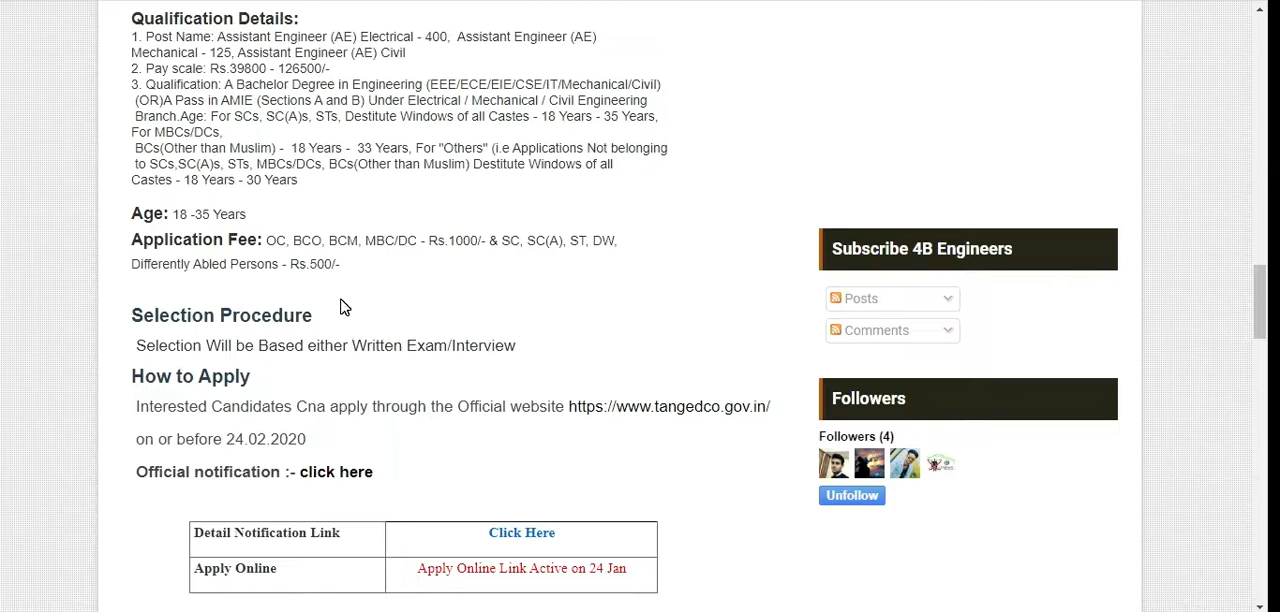 Qualification Details:
1. Post Name: Assistant Engineer (AE) Electrical - 400,  Assistant Engineer (AE)
Mechanical - 125, Assistant Engineer (AE) Civil
2. Pay scale: Rs.39800 - 126500/-
3. Qualification: A Bachelor Degree in Engineering (EEE/ECE/EIE/CSE/IT/Mechanical/Civil)
(OR)A Pass in AMIE (Sections A and B) Under Electrical / Mechanical / Civil Engineering
Branch.Age: For SCs, SC(A)s, STs, Destitute Windows of all Castes - 18 Years - 35 Years,
For MBCs/DCs,
BCs(Other than Muslim) -  18 Years -  33 Years, For "Others" (i.e Applications Not belonging
to SCs,SC(A)s, STs, MBCs/DCs, BCs(Other than Muslim) Destitute Windows of all
Castes - 18 Years - 30 Years
Age: 18 -35 Years
Application Fee: OC, BCO, BCM, MBC/DC - Rs.1000/- & SC, SC(A), ST, DW,
Differently Abled Persons - Rs.500/-
Selection Procedure
Selection Will be Based either Written Exam/Interview
How to Apply
Interested Candidates Cna apply through the Official website https://www.tangedco.gov.in/
on or before 24.02.2020
Official notification :- click here
Detail Notification Link Click Here
Apply Online Apply Online Link Active on 24 Jan
Subscribe 4B Engineers
Posts
Comments
Followers
Followers (4)
Unfollow